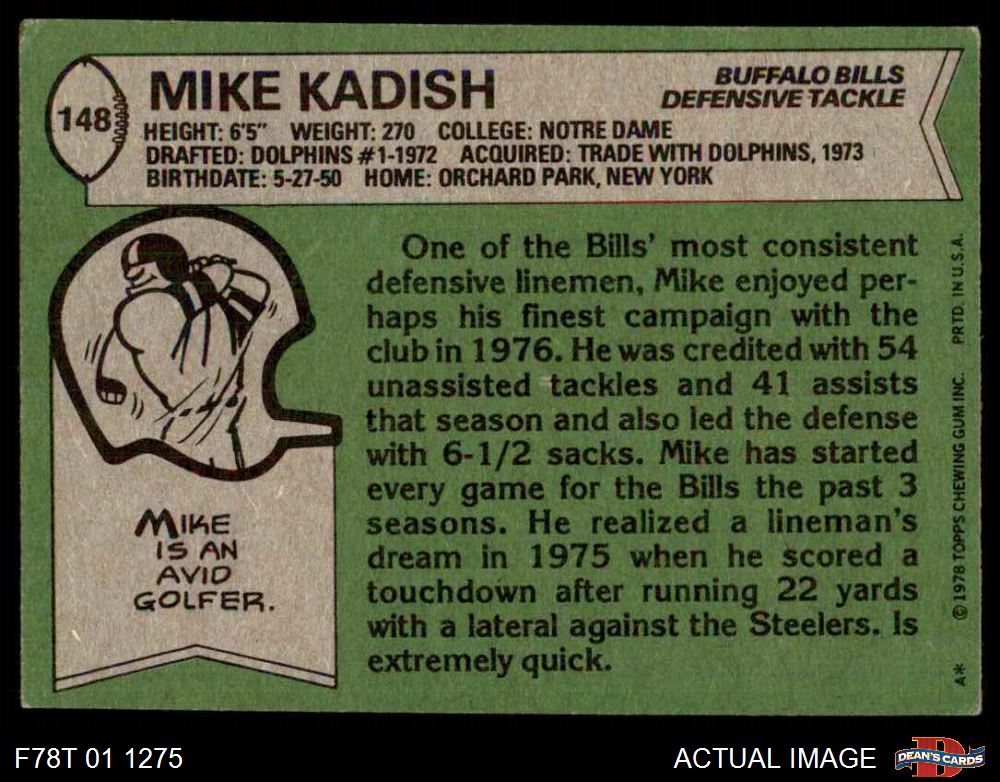 148
MIKE KADISH
BUFFALO BILLS
DEFENSIVE TACKLE
HEIGHT: 6'5" WEIGHT: 270 COLLEGE: NOTRE DAME
DRAFTED: DOLPHINS #1-1972 ACQUIRED: TRADE WITH DOLPHINS, 1973
BIRTHDATE: 5-27-50 HOME: ORCHARD PARK, NEW YORK
MIKE
IS AN
AVID
GOLFER.
One of the Bills' most consistent
defensive linemen, Mike enjoyed per-
haps his finest campaign with the
club in 1976. He was credited with 54
unassisted tackles and 41 assists
that season and also led the defense
with 6-1/2 sacks. Mike has started
every game for the Bills the past 3
seasons. He realized a lineman's
dream in 1975 when he scored a
touchdown after running 22 yards
with a lateral against the Steelers. Is
extremely quick.
A* © 1978 TOPPS CHEWING GUM INC. PRTD. IN U.S.A.
F78T 01 1275
ACTUAL IMAGE
D
DEAN'S CARDS